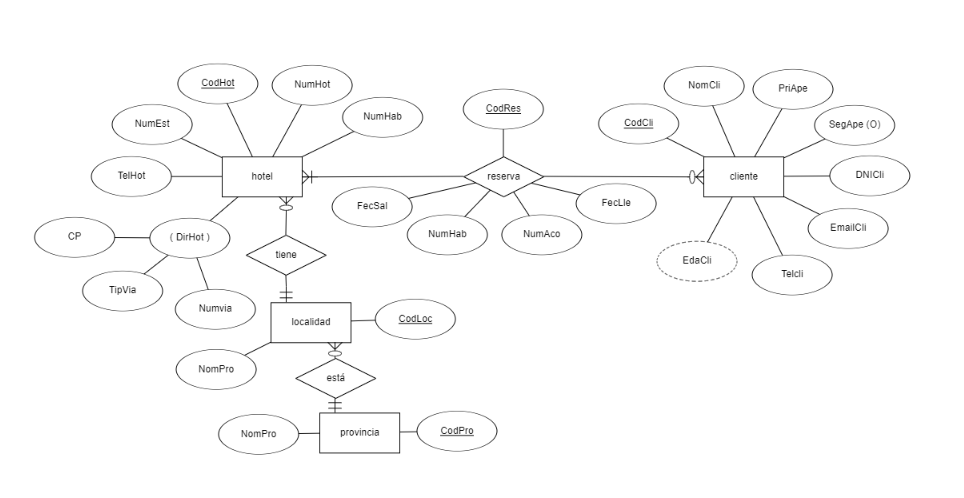 CodHot
NumHot
NumHab
NumEst
TelHot
hotel
( DirHot )
CP
TipVia
Numvia
CodRes
reserva
FecSal
NumHab
NumAco
FecLle
NomCli
PriApe
CodCli
SegApe (O)
cliente
DNICli
EmailCli
EdaCli
Telcli
tiene
localidad
CodLoc
NomPro
está
NomPro
provincia
CodPro